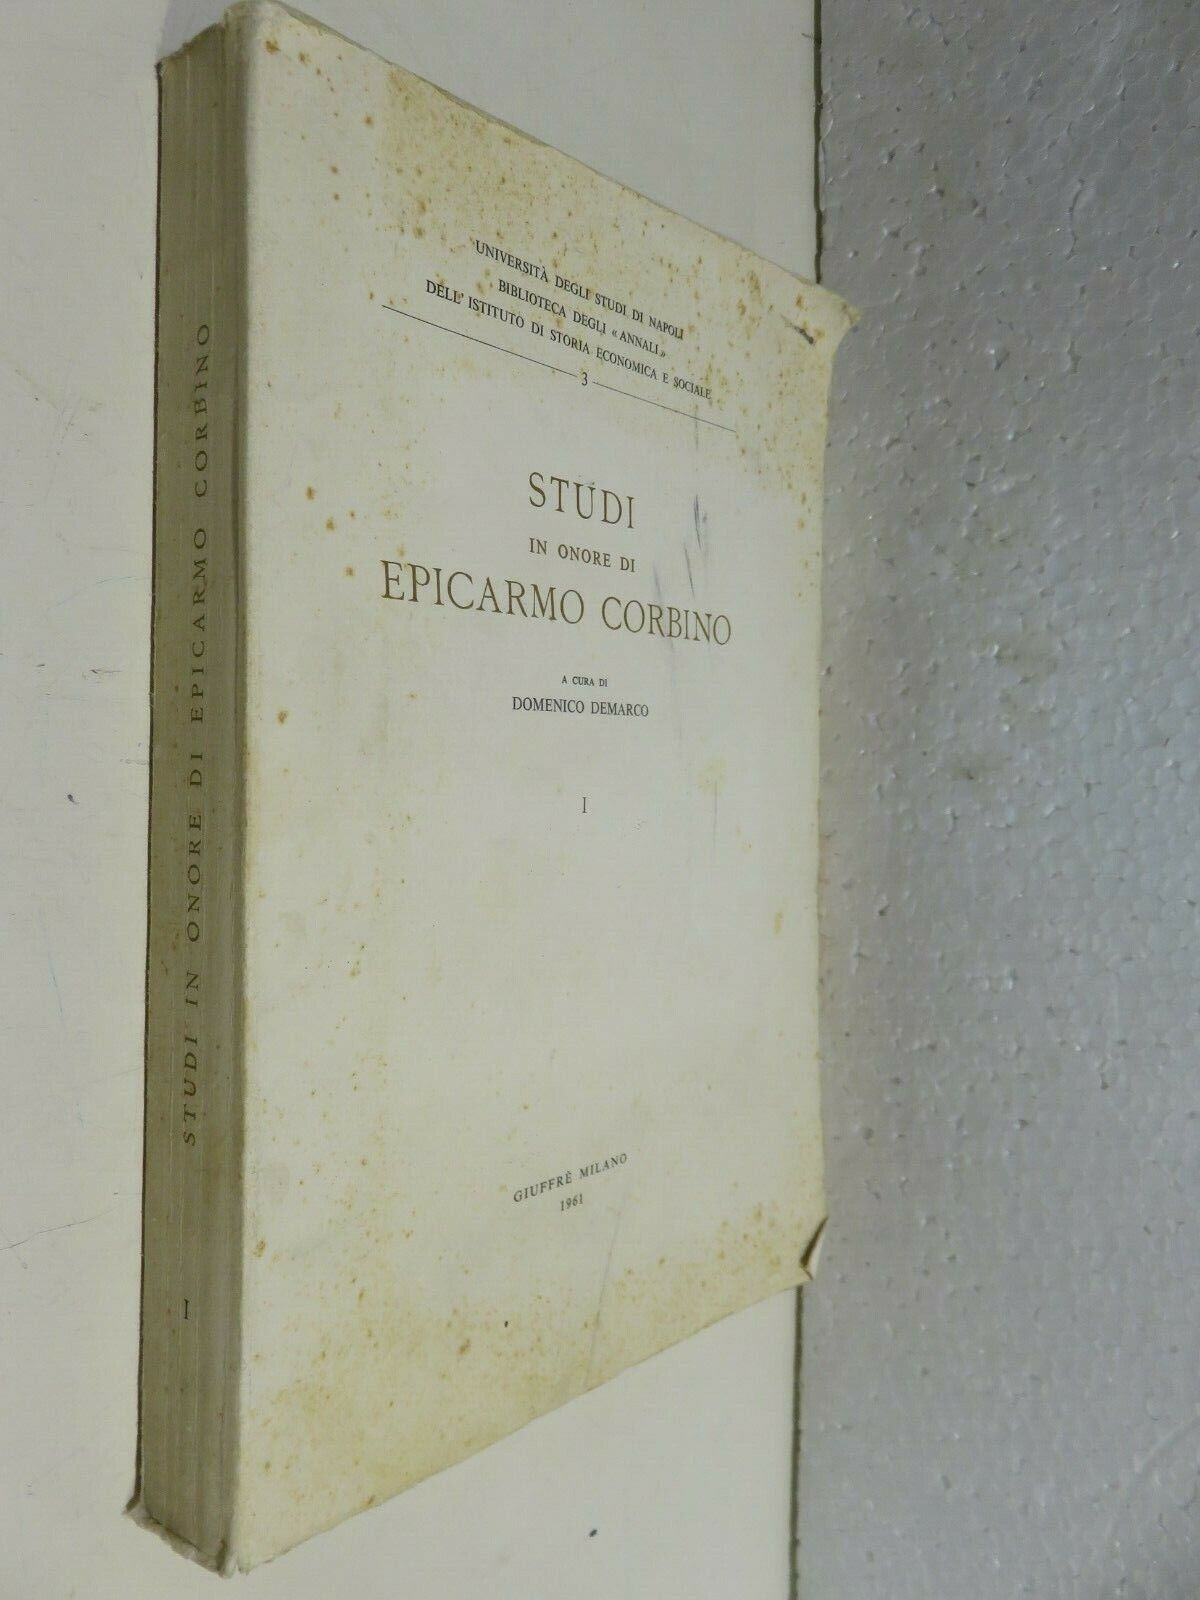 UNIVERSITÀ DEGLI STUDI DI NAPOLI
BIBLIOTECA DEGLI «ANNALI»
DELL' ISTITUTO DI STORIA ECONOMICA E SOCIALE
3
STUDI
IN ONORE DI
EPICARMO CORBINO
A CURA DI
DOMENICO DEMARCO
I
GIUFFRÈ MILANO
1961
STUDI IN ONORE DI EPICARMO CORBINO
I